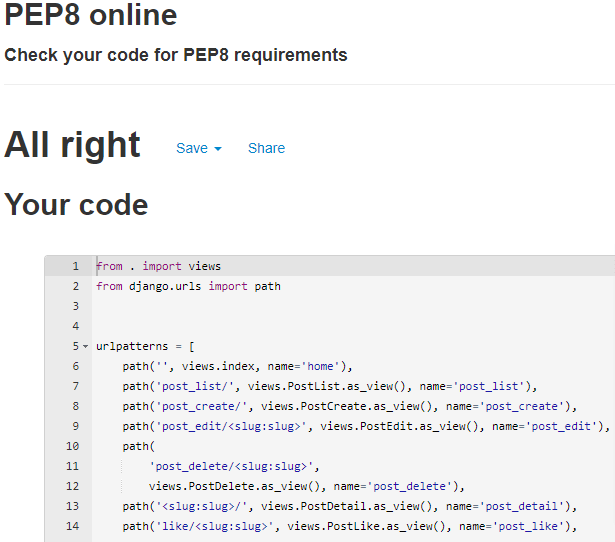 PEP8 online
Check your code for PEP8 requirements
All right Save Share
Your code
1 from . import views
2 from django.urls import path
3
4
5 urlpatterns = [
6 path('', views.index, name='home'),
7 path('post_list/', views.PostList.as_view(), name='post_list'),
8 path('post_create/', views.PostCreate.as_view(), name='post_create'),
9 path('post_edit/<slug:slug>', views.PostEdit.as_view(), name='post_edit'),
10 path(
11 'post_delete/<slug:slug>',
12 views.PostDelete.as_view(), name='post_delete'),
13 path('<slug:slug>/', views.PostDetail.as_view(), name='post_detail'),
14 path('like/<slug:slug>', views.PostLike.as_view(), name='post_like'),